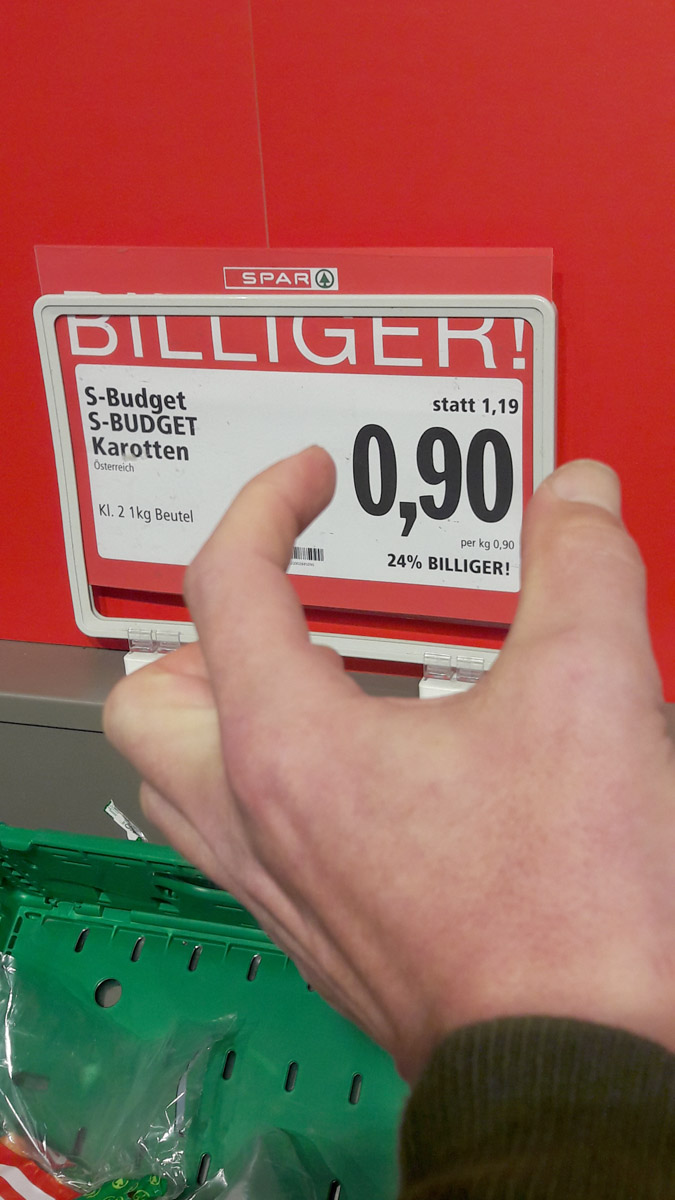 SPAR
BILLIGER!
S-Budget
S-BUDGET
Karotten
Österreich
Kl. 2 1kg Beutel
statt 1,19
0,90
per kg 0,90
24% BILLIGER!